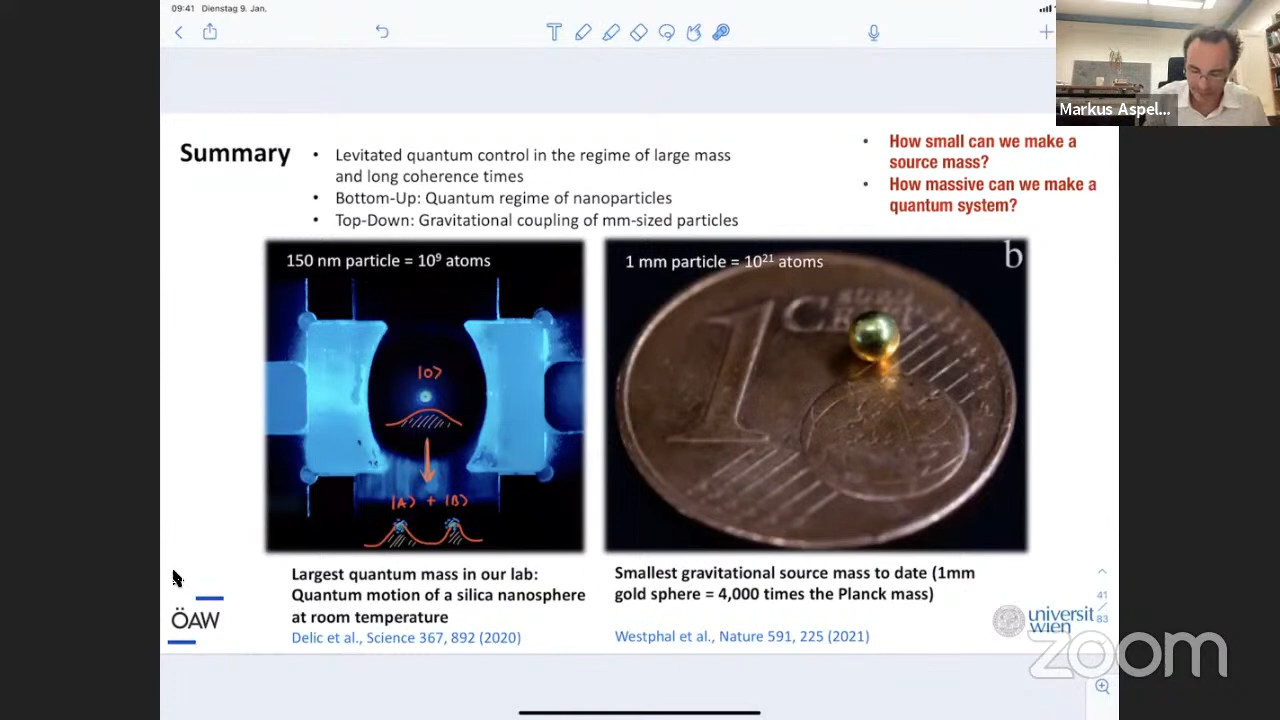 09:41 Dienstag 9. Jan.
Markus Aspel...
Summary
• Levitated quantum control in the regime of large mass
and long coherence times
• Bottom-Up: Quantum regime of nanoparticles
• Top-Down: Gravitational coupling of mm-sized particles
• How small can we make a
source mass?
• How massive can we make a
quantum system?
150 nm particle = 10⁹ atoms
|0⟩
|A⟩ + |B⟩
1 mm particle = 10²¹ atoms
b
1
Largest quantum mass in our lab:
Quantum motion of a silica nanosphere
at room temperature
Delic et al., Science 367, 892 (2020)
Smallest gravitational source mass to date (1mm
gold sphere = 4,000 times the Planck mass)
Westphal et al., Nature 591, 225 (2021)
ÖAW
universität
wien
41
/
83
zoom